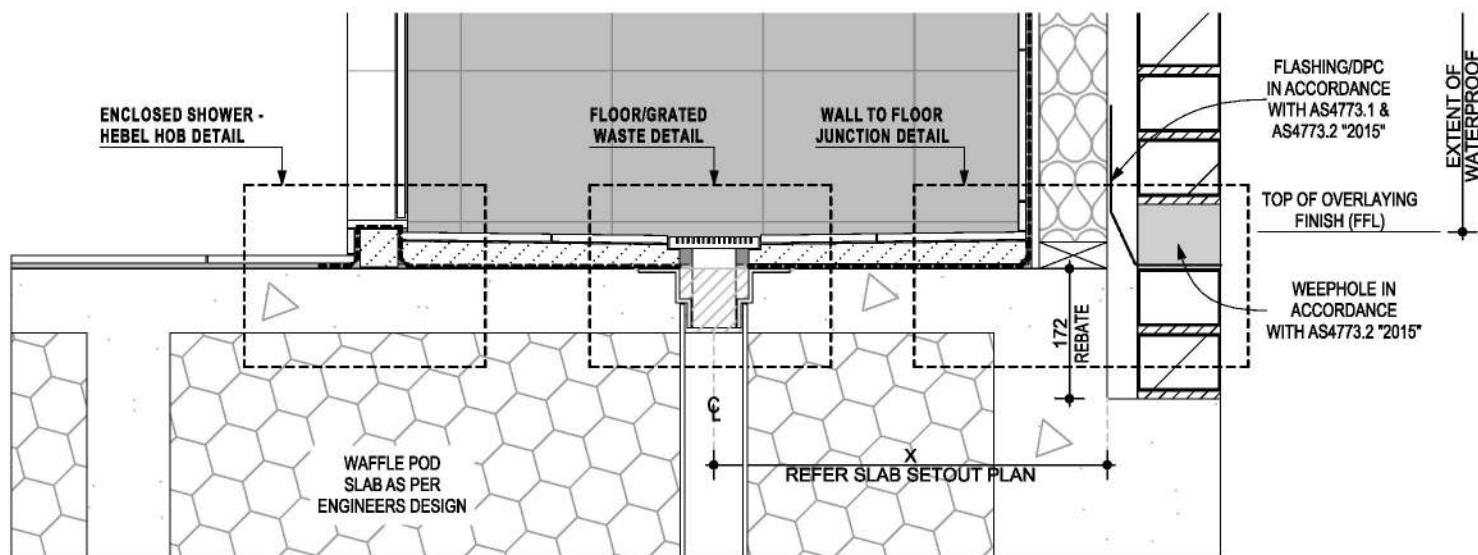 ENCLOSED SHOWER -
HEBEL HOB DETAIL
FLOOR/GRATED
WASTE DETAIL
WALL TO FLOOR
JUNCTION DETAIL
FLASHING/DPC
IN ACCORDANCE
WITH AS4773.1 &
AS4773.2 "2015"
EXTENT OF
WATERPROOF
TOP OF OVERLAYING
FINISH (FFL)
WEEPHOLE IN
ACCORDANCE
WITH AS4773.2 "2015"
172
REBATE
℄
X
REFER SLAB SETOUT PLAN
WAFFLE POD
SLAB AS PER
ENGINEERS DESIGN